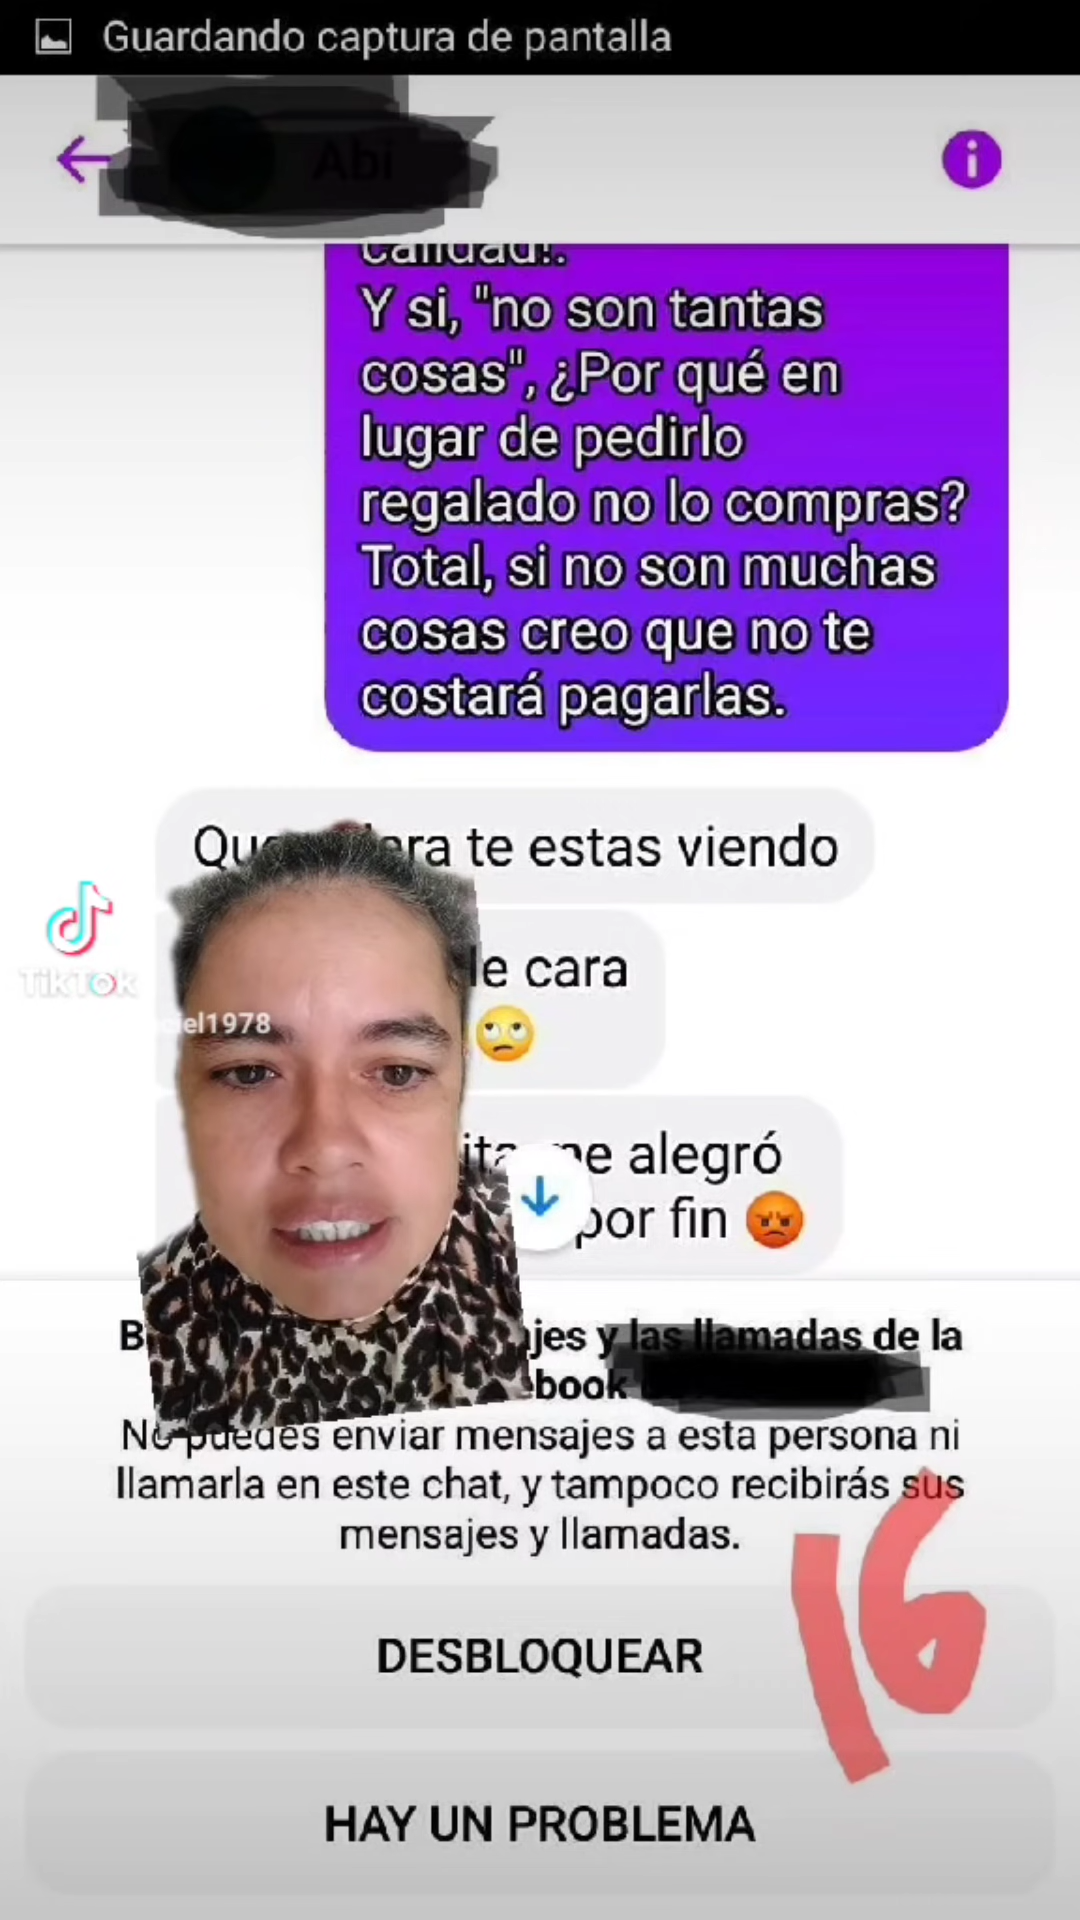 Guardando captura de pantalla
Abi
calidad!.
Y si, "no son tantas
cosas", ¿Por qué en
lugar de pedirlo
regalado no lo compras?
Total, si no son muchas
cosas creo que no te
costará pagarlas.
te estas viendo
cara
alegró
por fin
TikTok
y las llamadas de la
No puedes enviar mensajes a esta persona ni
llamarla en este chat, y tampoco recibirás sus
mensajes y llamadas.
16
DESBLOQUEAR
HAY UN PROBLEMA